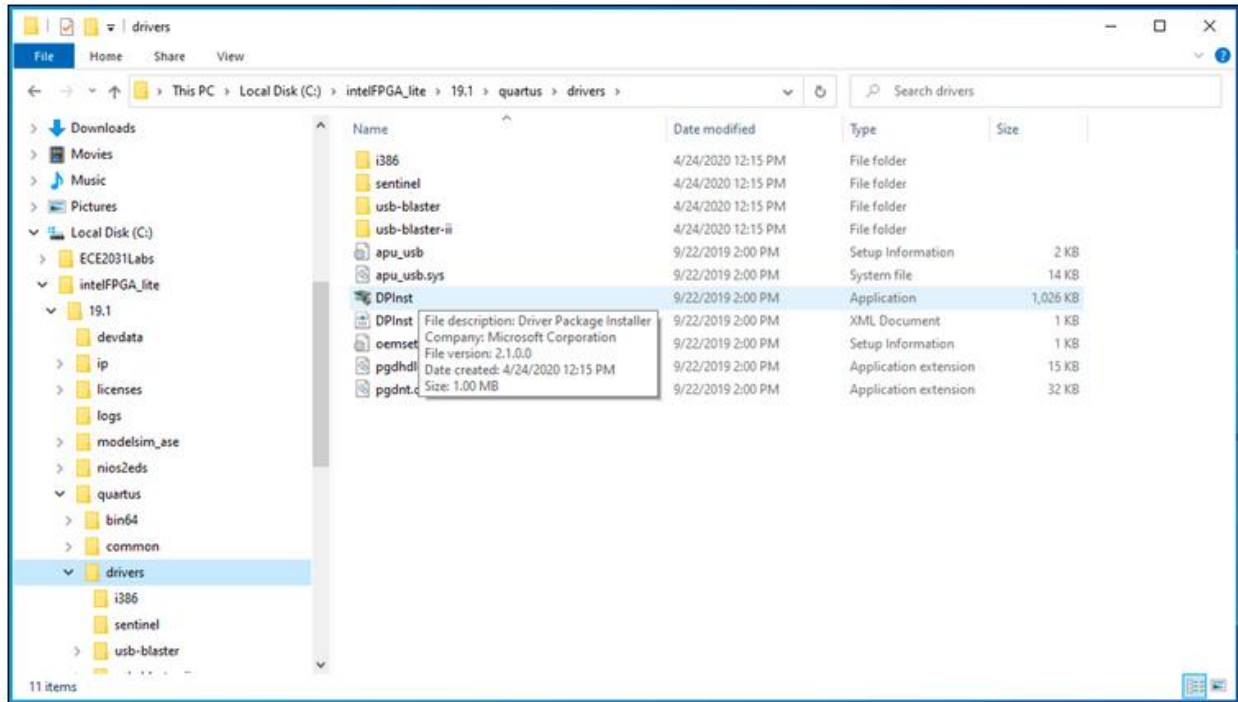 drivers
File Home Share View
This PC > Local Disk (C:) > intelFPGA_lite > 19.1 > quartus > drivers >
Search drivers
Downloads
Movies
Music
Pictures
Local Disk (C:)
ECE2031Labs
intelFPGA_lite
19.1
devdata
ip
licenses
logs
modelsim_ase
nios2eds
quartus
bin64
common
drivers
i386
sentinel
usb-blaster
Name Date modified Type Size
i386 4/24/2020 12:15 PM File folder
sentinel 4/24/2020 12:15 PM File folder
usb-blaster 4/24/2020 12:15 PM File folder
usb-blaster-ii 4/24/2020 12:15 PM File folder
apu_usb 9/22/2019 2:00 PM Setup Information 2 KB
apu_usb.sys 9/22/2019 2:00 PM System file 14 KB
DPInst 9/22/2019 2:00 PM Application 1,026 KB
DPInst 9/22/2019 2:00 PM XML Document 1 KB
oemset 9/22/2019 2:00 PM Setup Information 1 KB
pgdhdl 9/22/2019 2:00 PM Application extension 15 KB
pgdnt.c 9/22/2019 2:00 PM Application extension 32 KB
File description: Driver Package Installer
Company: Microsoft Corporation
File version: 2.1.0.0
Date created: 4/24/2020 12:15 PM
Size: 1.00 MB
11 items